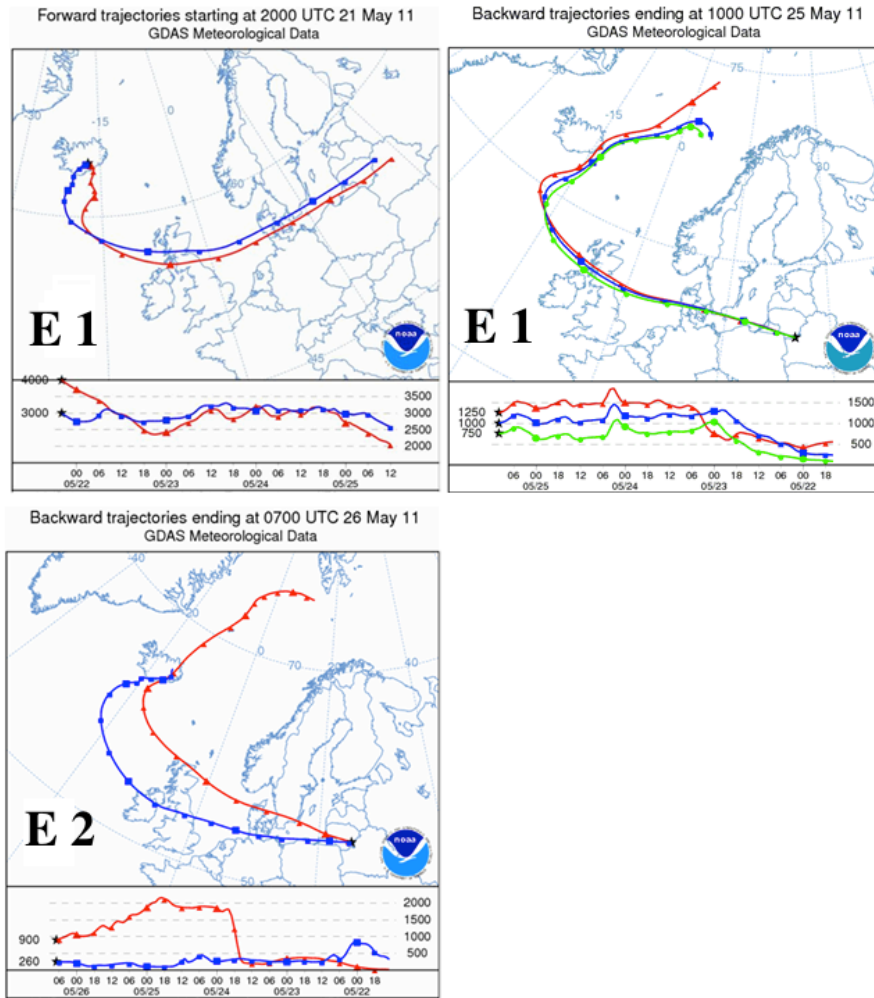 Forward trajectories starting at 2000 UTC 21 May 11
GDAS Meteorological Data
-30
-15
0
60
45
E 1
noaa
4000
3000
3500
3000
2500
2000
00 06 12 18 00 06 12 18 00 06 12 18 00 06 12
05/22 05/23 05/24 05/25
Backward trajectories ending at 1000 UTC 25 May 11
GDAS Meteorological Data
-30
-15
75
0
E 1
noaa
1250
1000
750
1500
1000
500
06 00 18 12 06 00 18 12 06 00 18 12 06 00 18
05/25 05/24 05/23 05/22
Backward trajectories ending at 0700 UTC 26 May 11
GDAS Meteorological Data
-40
0
70
20
40
50
E 2
noaa
900
260
2000
1500
1000
500
06 00 18 12 06 00 18 12 06 00 18 12 06 00 18 12 06 00 18
05/26 05/25 05/24 05/23 05/22